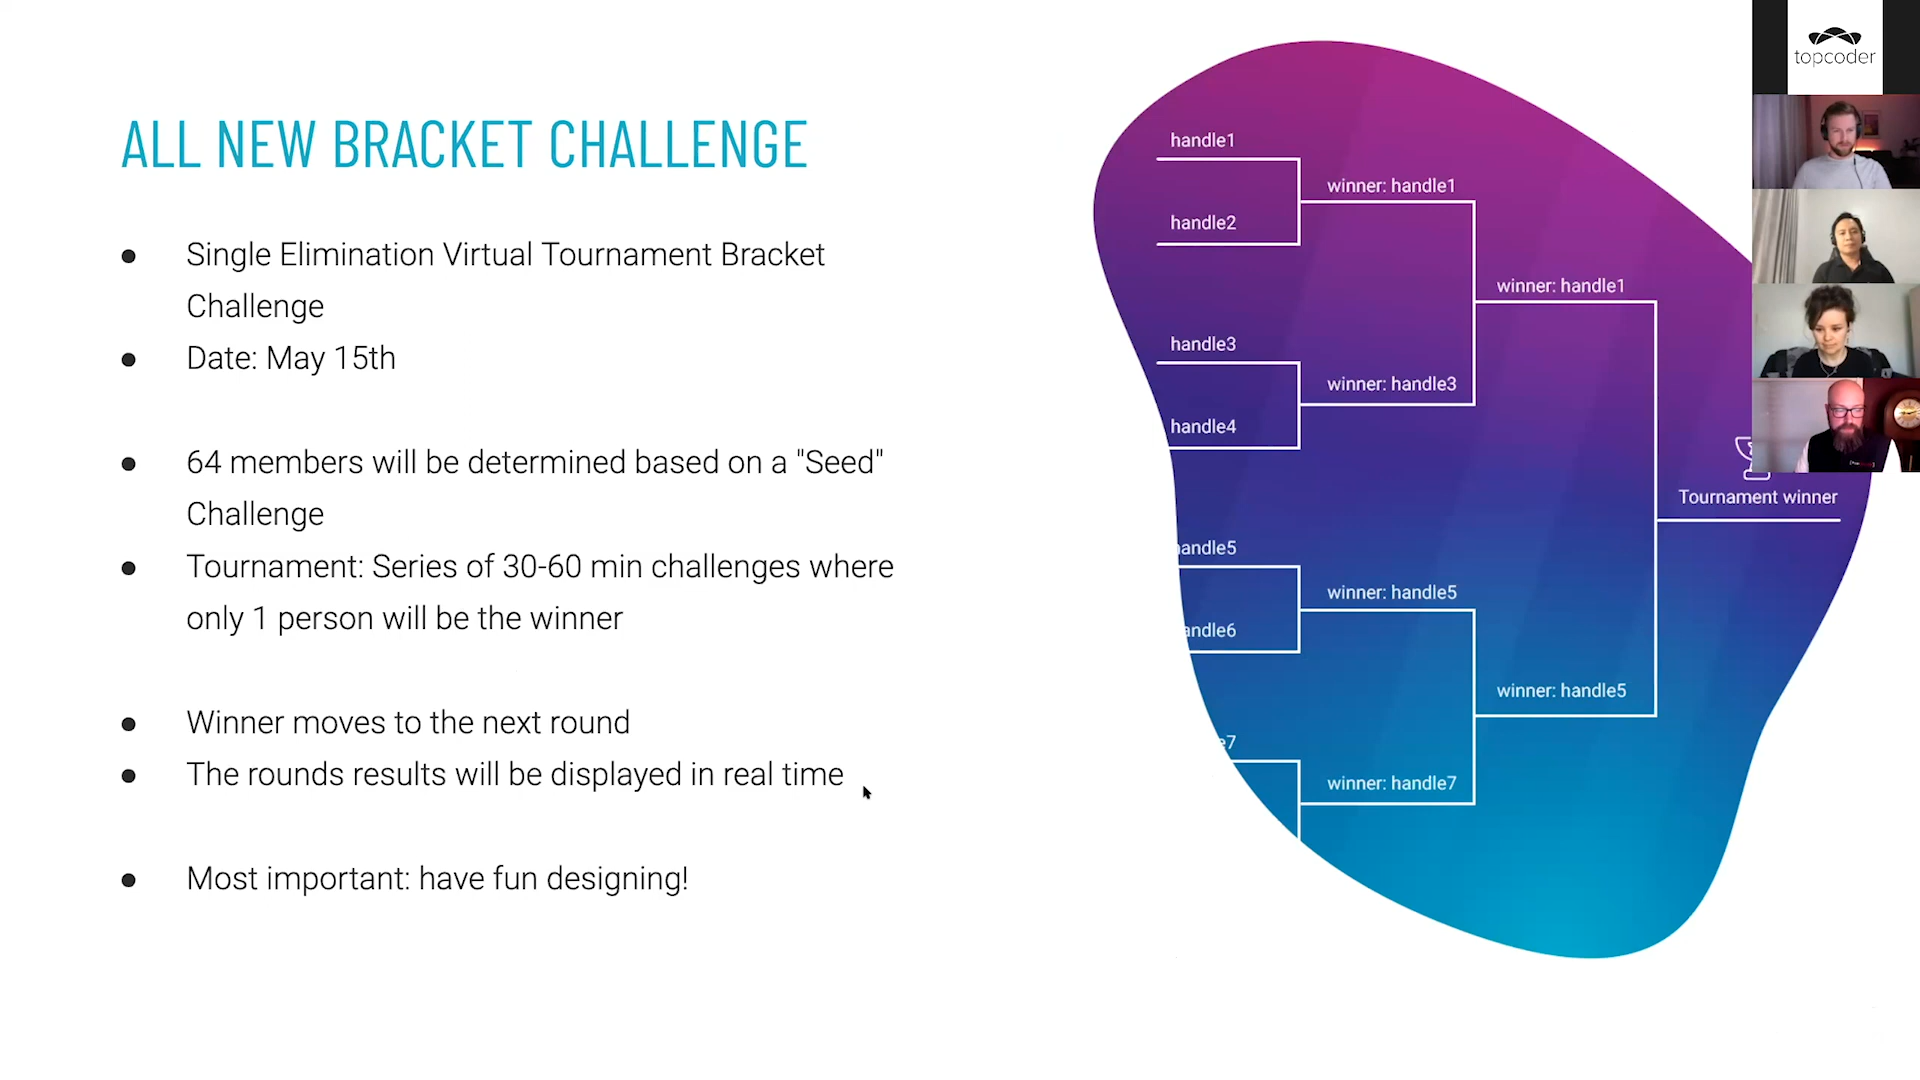 ALL NEW BRACKET CHALLENGE
● Single Elimination Virtual Tournament Bracket
Challenge
● Date: May 15th
● 64 members will be determined based on a "Seed"
Challenge
● Tournament: Series of 30-60 min challenges where
only 1 person will be the winner
● Winner moves to the next round
● The rounds results will be displayed in real time
● Most important: have fun designing!
handle1
winner: handle1
handle2
winner: handle1
handle3
winner: handle3
handle4
Tournament winner
andle5
winner: handle5
andle6
winner: handle5
e7
winner: handle7
topcoder